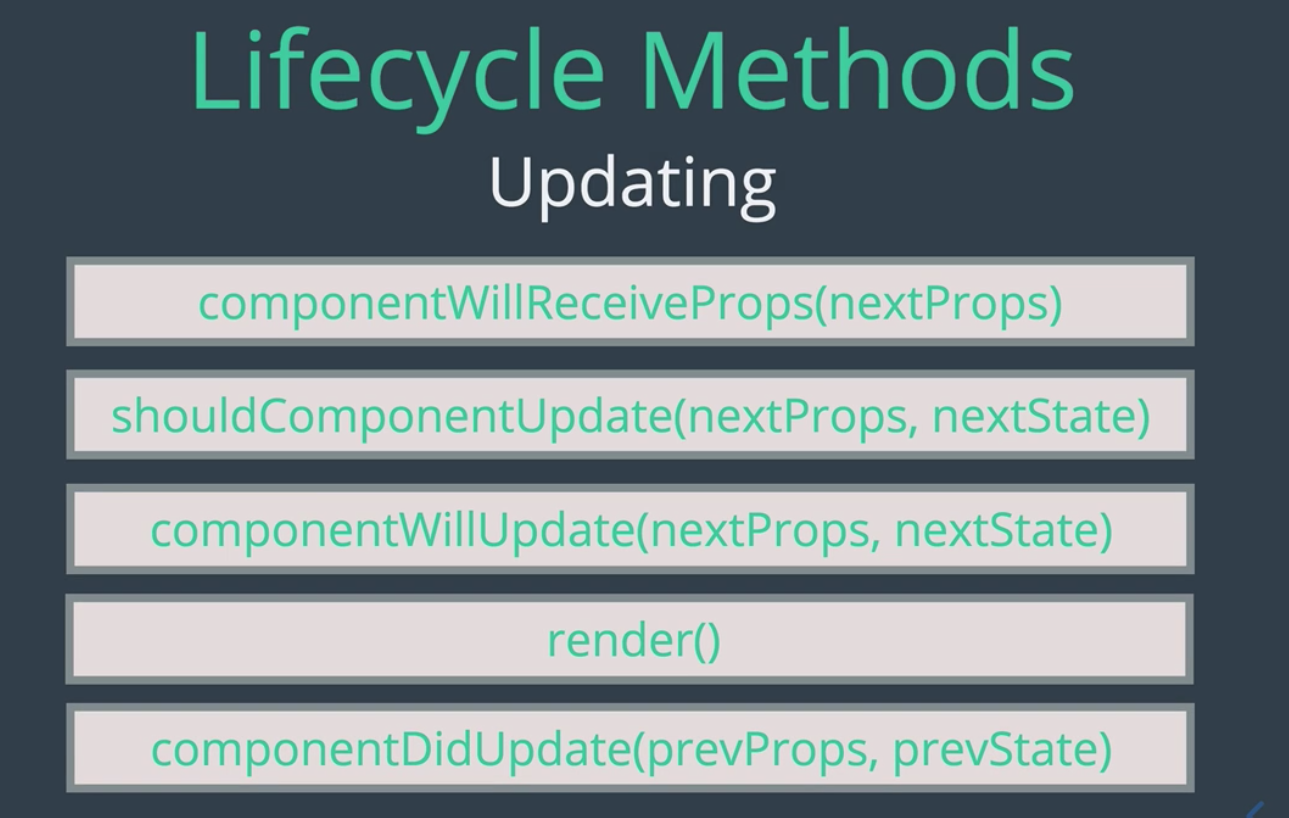 Lifecycle Methods
Updating
componentWillReceiveProps(nextProps)
shouldComponentUpdate(nextProps, nextState)
componentWillUpdate(nextProps, nextState)
render()
componentDidUpdate(prevProps, prevState)